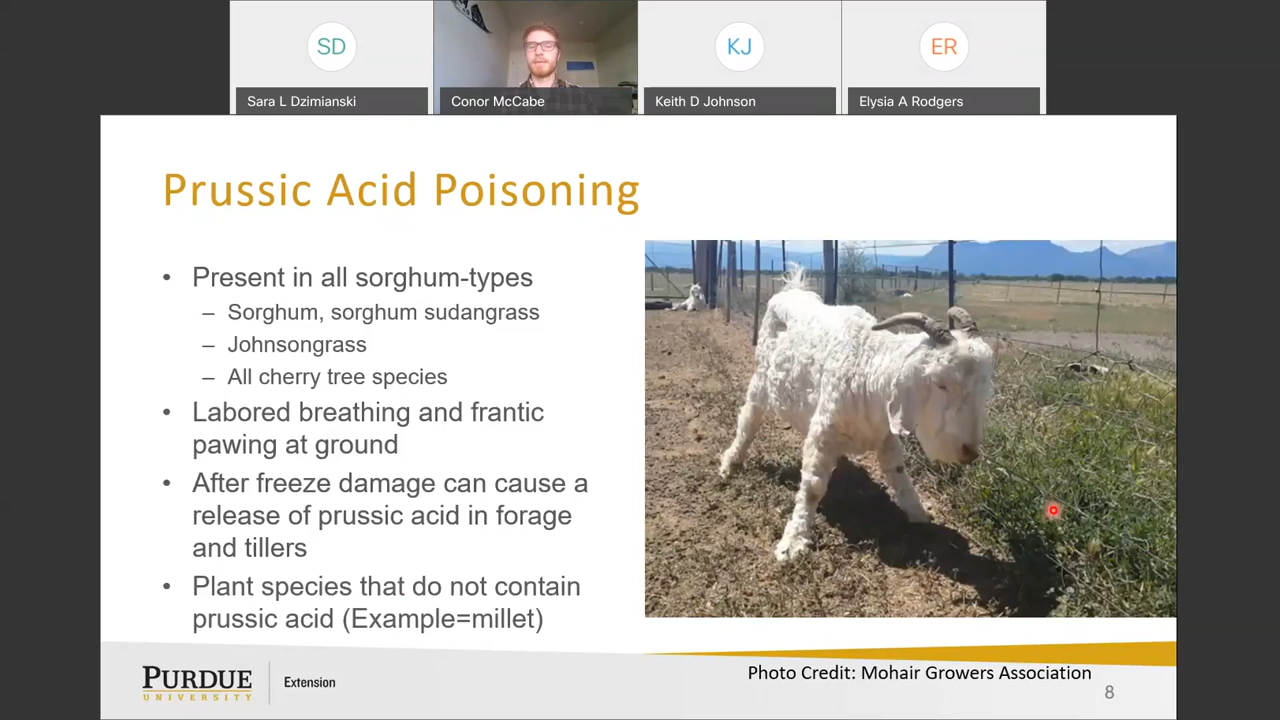 SD
KJ
ER
Sara L Dzimianski
Conor McCabe
Keith D Johnson
Elysia A Rodgers
Prussic Acid Poisoning
• Present in all sorghum-types
– Sorghum, sorghum sudangrass
– Johnsongrass
– All cherry tree species
• Labored breathing and frantic
pawing at ground
• After freeze damage can cause a
release of prussic acid in forage
and tillers
• Plant species that do not contain
prussic acid (Example=millet)
PURDUE
UNIVERSITY
Extension
Photo Credit: Mohair Growers Association
8